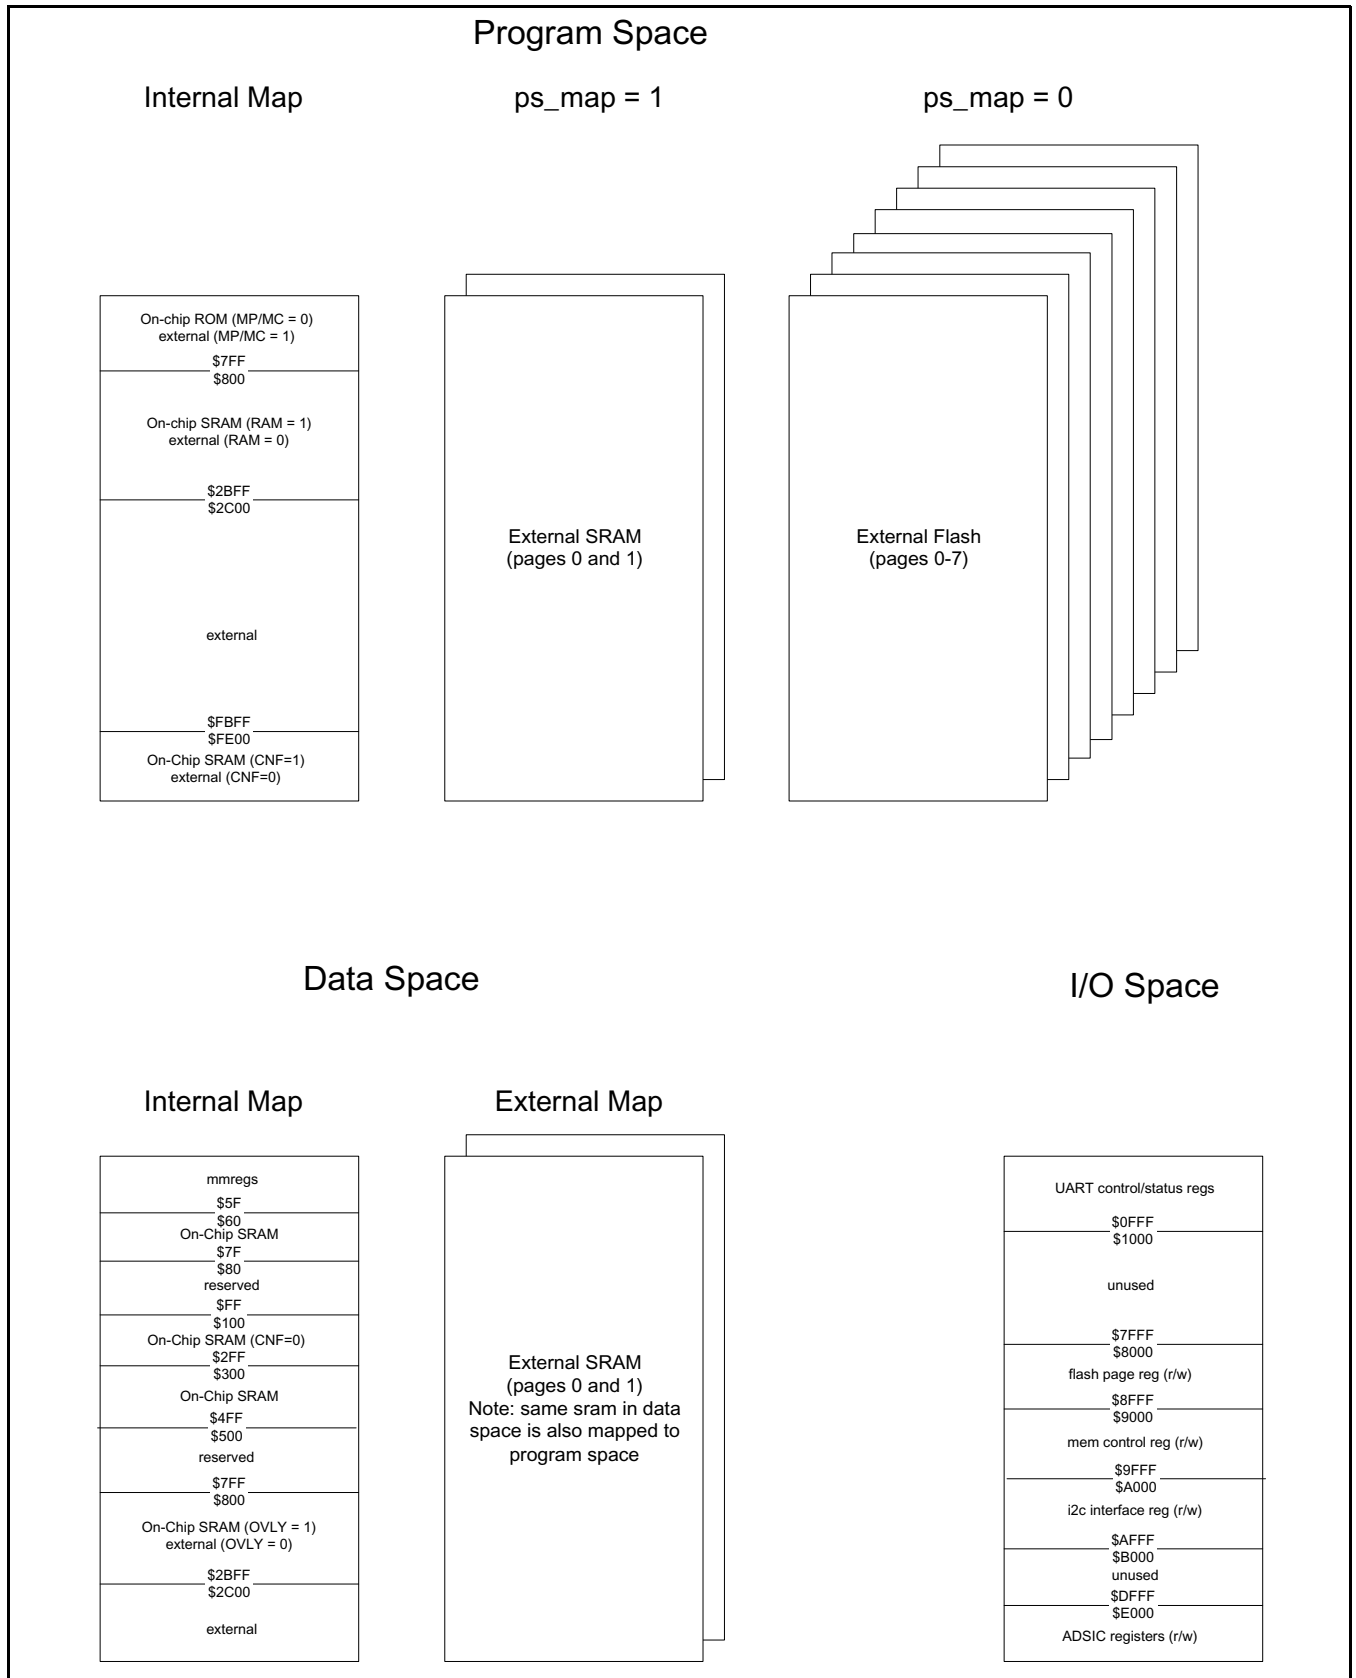 Program Space
Internal Map
ps_map = 1
ps_map = 0
On-chip ROM (MP/MC = 0)
external (MP/MC = 1)
$7FF
$800
On-chip SRAM (RAM = 1)
external (RAM = 0)
$2BFF
$2C00
external
$FBFF
$FE00
On-Chip SRAM (CNF=1)
external (CNF=0)
External SRAM
(pages 0 and 1)
External Flash
(pages 0-7)
Data Space
Internal Map
External Map
mmregs
$5F
$60
On-Chip SRAM
$7F
$80
reserved
$FF
$100
On-Chip SRAM (CNF=0)
$2FF
$300
On-Chip SRAM
$4FF
$500
reserved
$7FF
$800
On-Chip SRAM (OVLY = 1)
external (OVLY = 0)
$2BFF
$2C00
external
External SRAM
(pages 0 and 1)
Note: same sram in data
space is also mapped to
program space
I/O Space
UART control/status regs
$0FFF
$1000
unused
$7FFF
$8000
flash page reg (r/w)
$8FFF
$9000
mem control reg (r/w)
$9FFF
$A000
i2c interface reg (r/w)
$AFFF
$B000
unused
$DFFF
$E000
ADSIC registers (r/w)